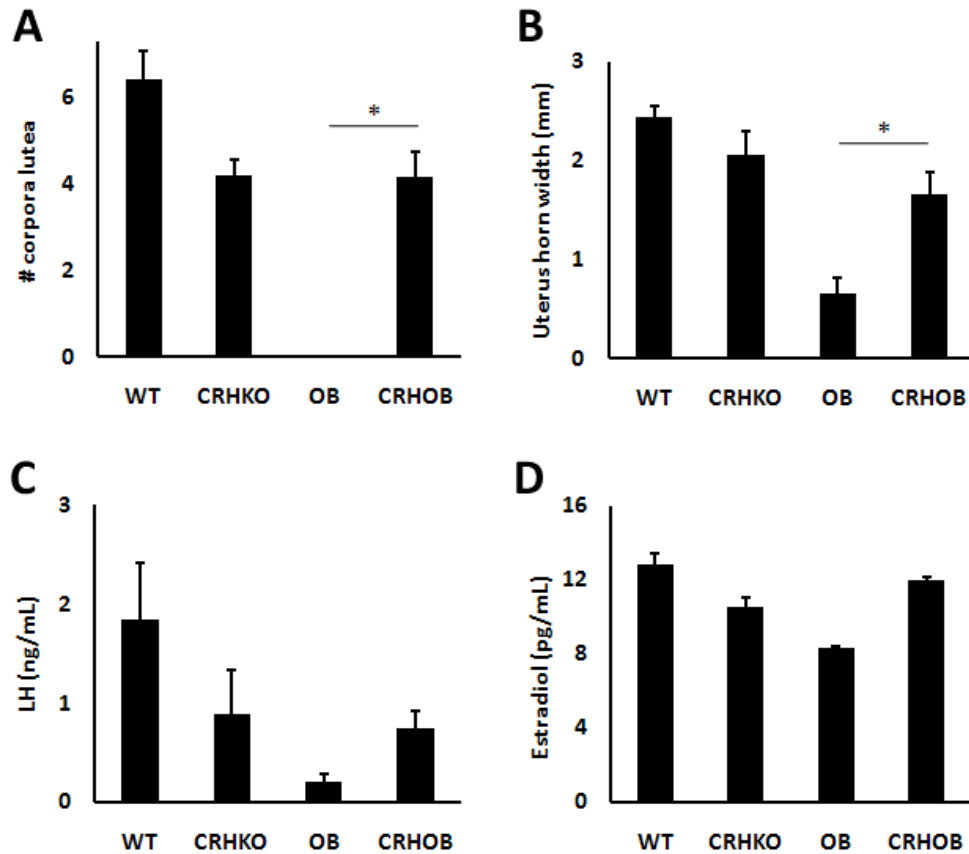 A
# corpora lutea
6
4
2
0
*
WT CRHKO OB CRHOB
B
Uterus horn width (mm)
3
2
1
0
*
WT CRHKO OB CRHOB
C
LH (ng/mL)
3
2
1
0
WT CRHKO OB CRHOB
D
Estradiol (pg/mL)
16
12
8
4
0
WT CRHKO OB CRHOB